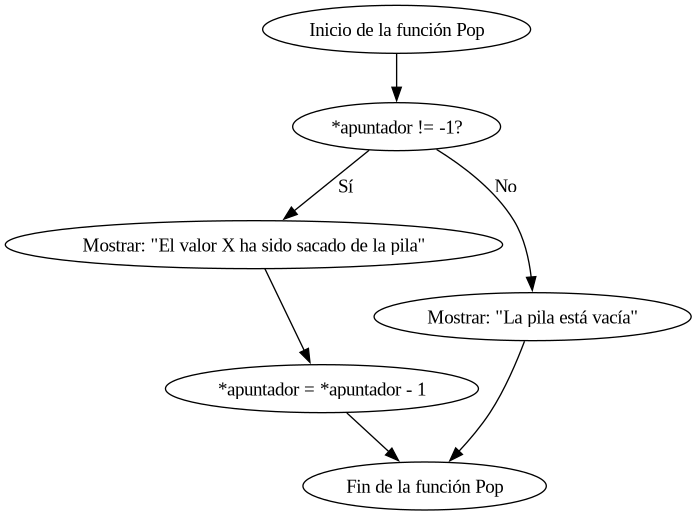 Inicio de la función Pop
*apuntador != -1?
Sí
No
Mostrar: "El valor X ha sido sacado de la pila"
Mostrar: "La pila está vacía"
*apuntador = *apuntador - 1
Fin de la función Pop